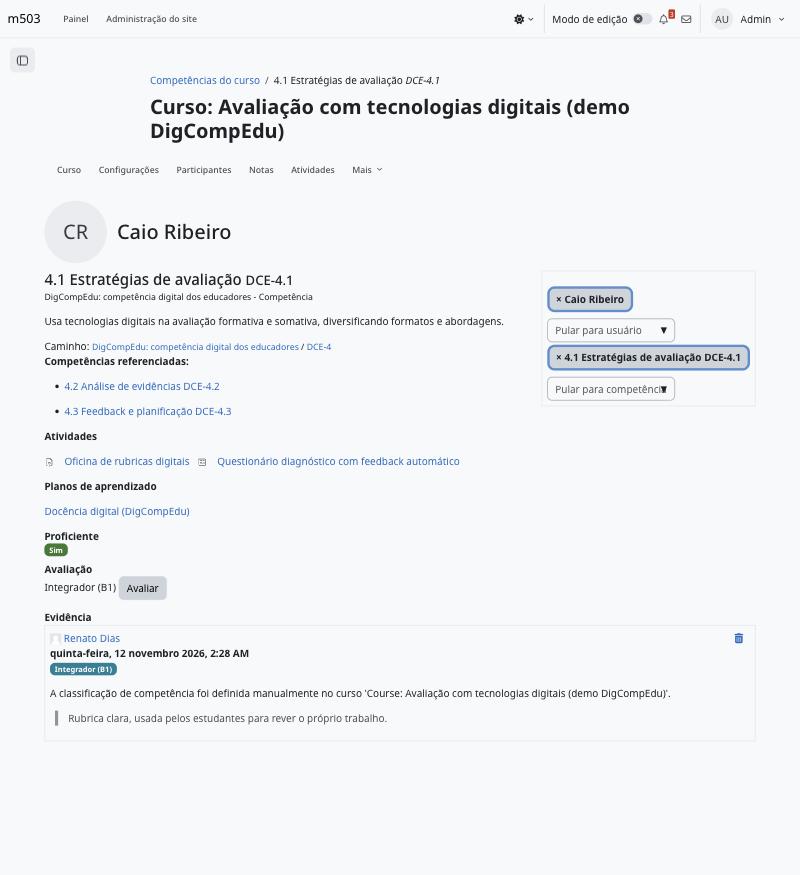 m503
Painel
Administração do site
Modo de edição
3
AU
Admin
Competências do curso / 4.1 Estratégias de avaliação DCE-4.1
Curso: Avaliação com tecnologias digitais (demo
DigCompEdu)
Curso
Configurações
Participantes
Notas
Atividades
Mais
CR
Caio Ribeiro
4.1 Estratégias de avaliação DCE-4.1
DigCompEdu: competência digital dos educadores - Competência
Usa tecnologias digitais na avaliação formativa e somativa, diversificando formatos e abordagens.
Caminho: DigCompEdu: competência digital dos educadores / DCE-4
Competências referenciadas:
• 4.2 Análise de evidências DCE-4.2
• 4.3 Feedback e planificação DCE-4.3
Atividades
Oficina de rubricas digitais
Questionário diagnóstico com feedback automático
Planos de aprendizado
Docência digital (DigCompEdu)
Proficiente
Sim
Avaliação
Integrador (B1) Avaliar
Evidência
Renato Dias
quinta-feira, 12 novembro 2026, 2:28 AM
Integrador (B1)
A classificação de competência foi definida manualmente no curso 'Course: Avaliação com tecnologias digitais (demo DigCompEdu)'.
Rubrica clara, usada pelos estudantes para rever o próprio trabalho.
× Caio Ribeiro
Pular para usuário ▼
× 4.1 Estratégias de avaliação DCE-4.1
Pular para competênci ▼